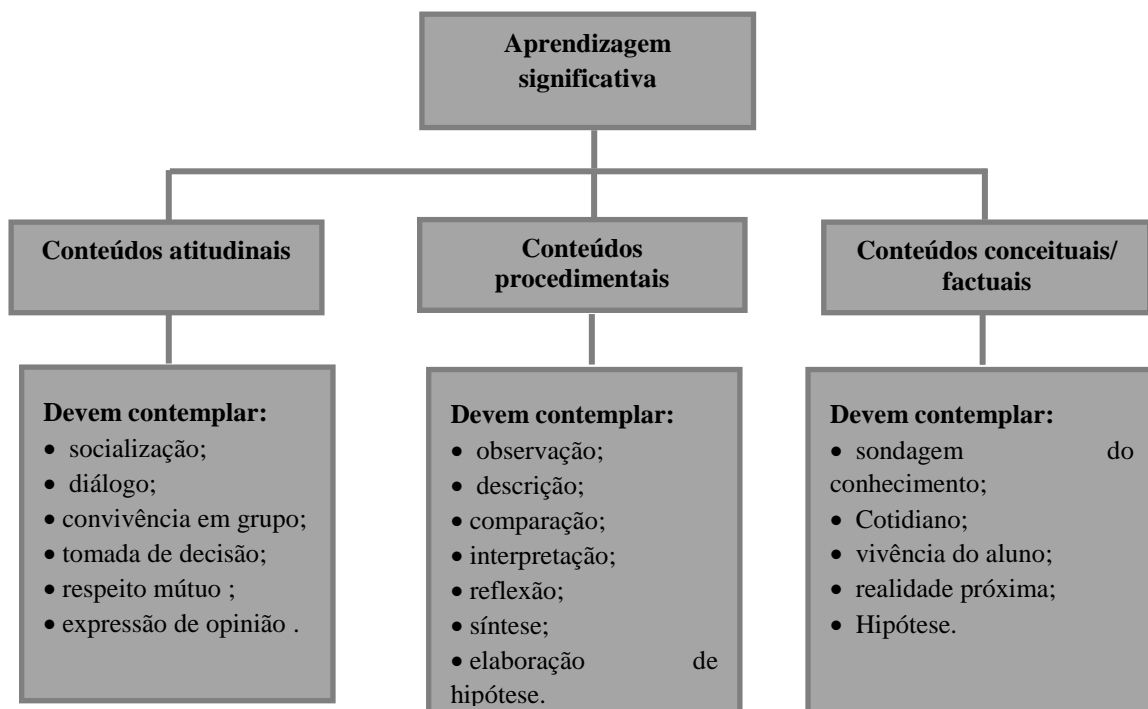 Aprendizagem
significativa
Conteúdos atitudinais
Conteúdos
procedimentais
Conteúdos conceituais/
factuais
Devem contemplar:
• socialização;
• diálogo;
• convivência em grupo;
• tomada de decisão;
• respeito mútuo ;
• expressão de opinião .
Devem contemplar:
• observação;
• descrição;
• comparação;
• interpretação;
• reflexão;
• síntese;
• elaboração de
hipótese.
Devem contemplar:
• sondagem do
conhecimento;
• Cotidiano;
• vivência do aluno;
• realidade próxima;
• Hipótese.